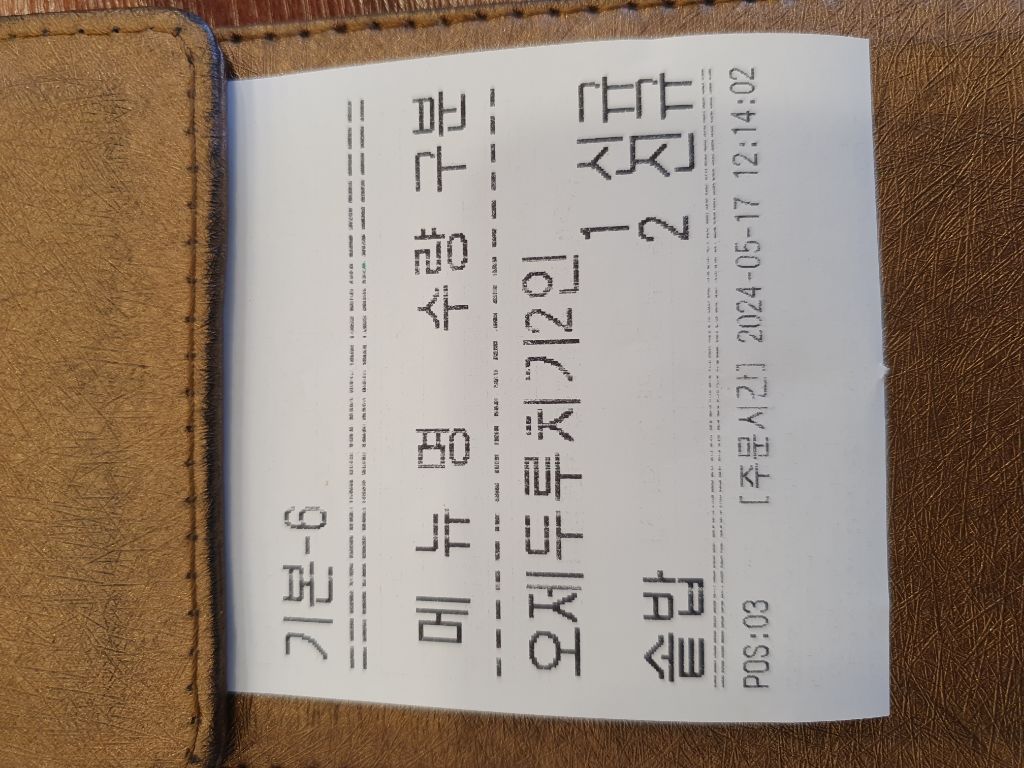 기본-6
메 뉴 명 수량 구분
오제두루치기2인
1 신규
솥밥 2 신규
POS:03 [주문시간] 2024-05-17 12:14:02